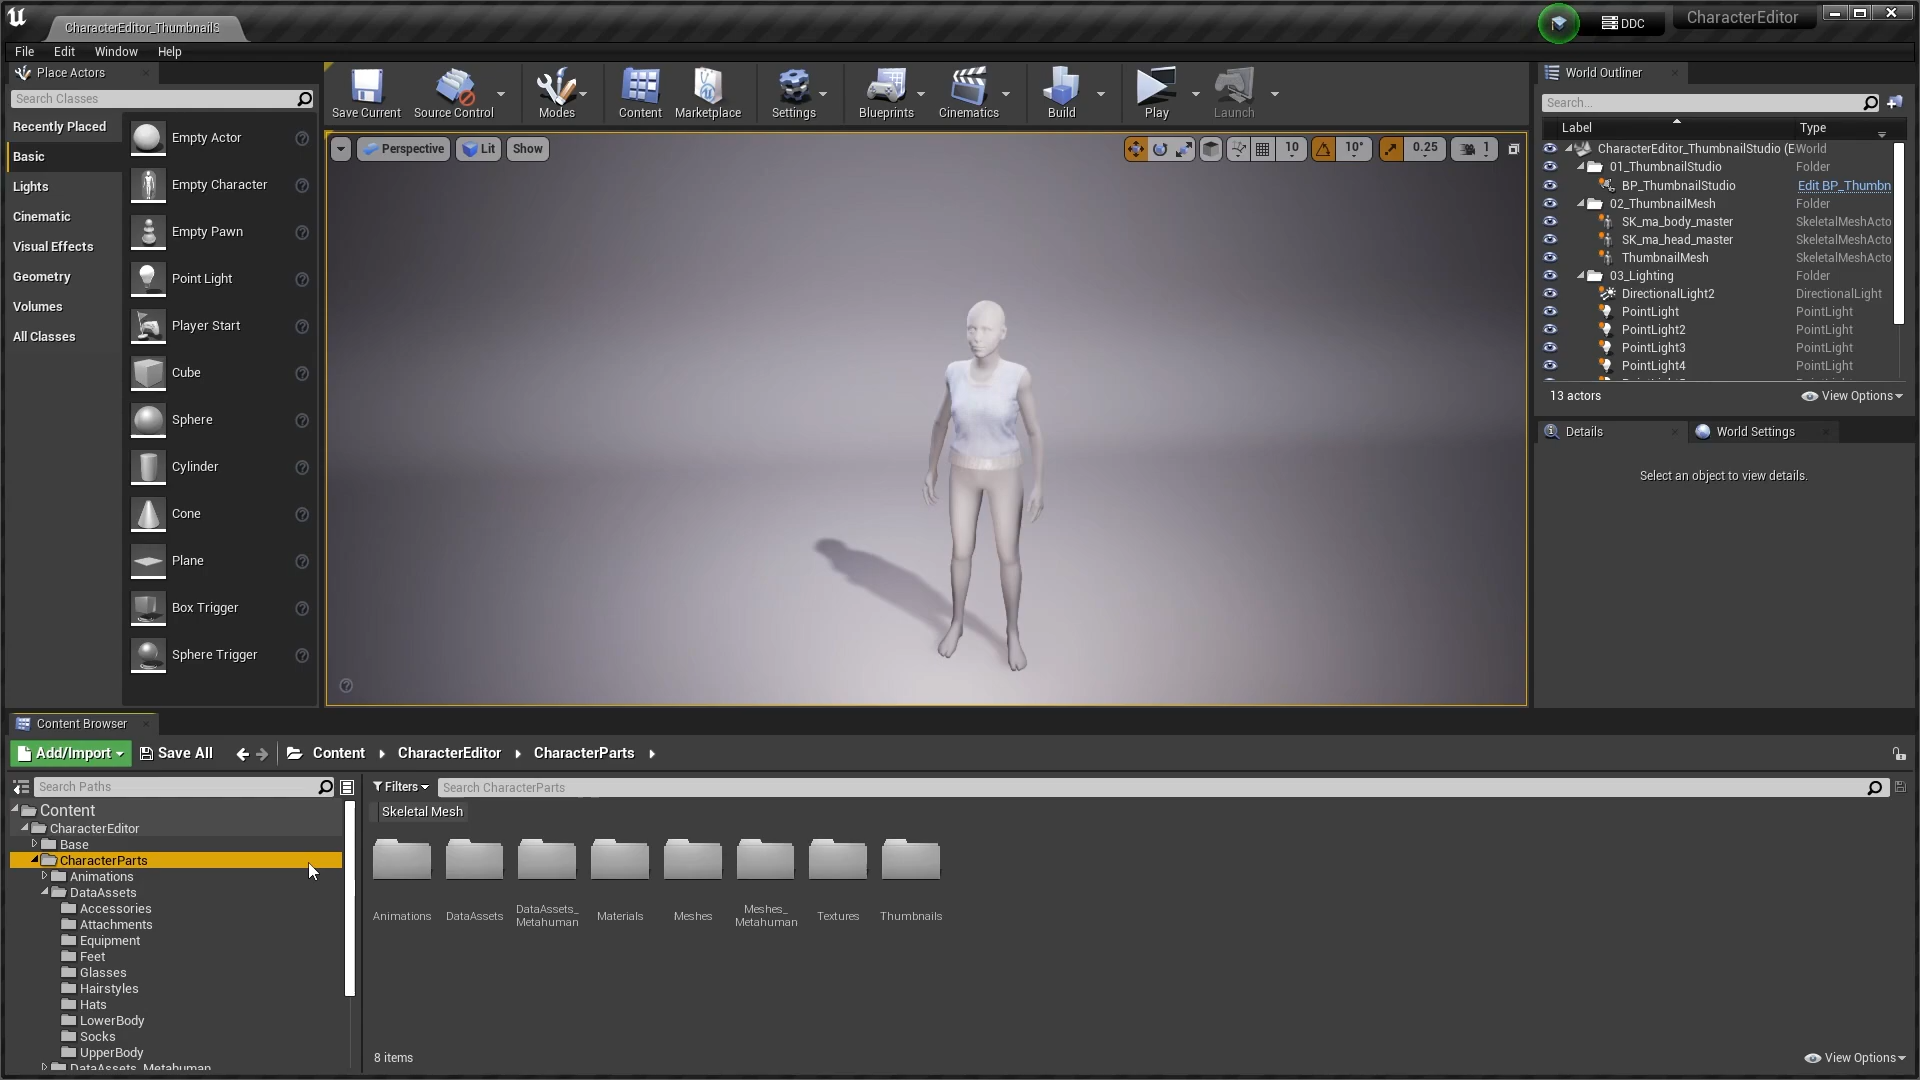 CharacterEditor_ThumbnailS
DDC
CharacterEditor
File Edit Window Help
Place Actors
Search Classes
Recently Placed
Basic
Lights
Cinematic
Visual Effects
Geometry
Volumes
All Classes
Empty Actor
Empty Character
Empty Pawn
Point Light
Player Start
Cube
Sphere
Cylinder
Cone
Plane
Box Trigger
Sphere Trigger
Save Current Source Control Modes Content Marketplace Settings Blueprints Cinematics Build Play Launch
Perspective Lit Show
10 10° 0.25 1
World Outliner
Search...
Label Type
CharacterEditor_ThumbnailStudio (E World
01_ThumbnailStudio Folder
BP_ThumbnailStudio Edit BP_Thumbn
02_ThumbnailMesh Folder
SK_ma_body_master SkeletalMeshActo
SK_ma_head_master SkeletalMeshActo
ThumbnailMesh SkeletalMeshActo
03_Lighting Folder
DirectionalLight2 DirectionalLight
PointLight PointLight
PointLight2 PointLight
PointLight3 PointLight
PointLight4 PointLight
13 actors View Options
Details World Settings
Select an object to view details.
Content Browser
Add/Import Save All Content CharacterEditor CharacterParts
Search Paths
Content
CharacterEditor
Base
CharacterParts
Animations
DataAssets
Accessories
Attachments
Equipment
Feet
Glasses
Hairstyles
Hats
LowerBody
Socks
UpperBody
DataAssets_Metahuman
Filters Search CharacterParts
Skeletal Mesh
Animations DataAssets DataAssets_ Materials Meshes Meshes_ Textures Thumbnails
Metahuman Metahuman
8 items View Options